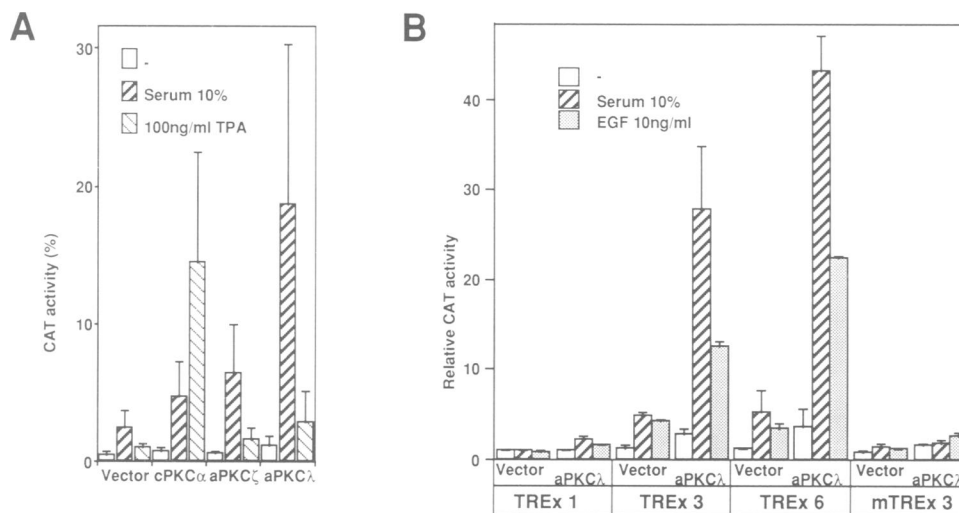 A
30
20
10
0
CAT activity (%)
-
Serum 10%
100ng/ml TPA
Vector cPKCα aPKCζ aPKCλ
B
40
30
20
10
0
Relative CAT activity
-
Serum 10%
EGF 10ng/ml
Vector aPKCλ Vector aPKCλ Vector aPKCλ Vector aPKCλ
TREx 1 TREx 3 TREx 6 mTREx 3